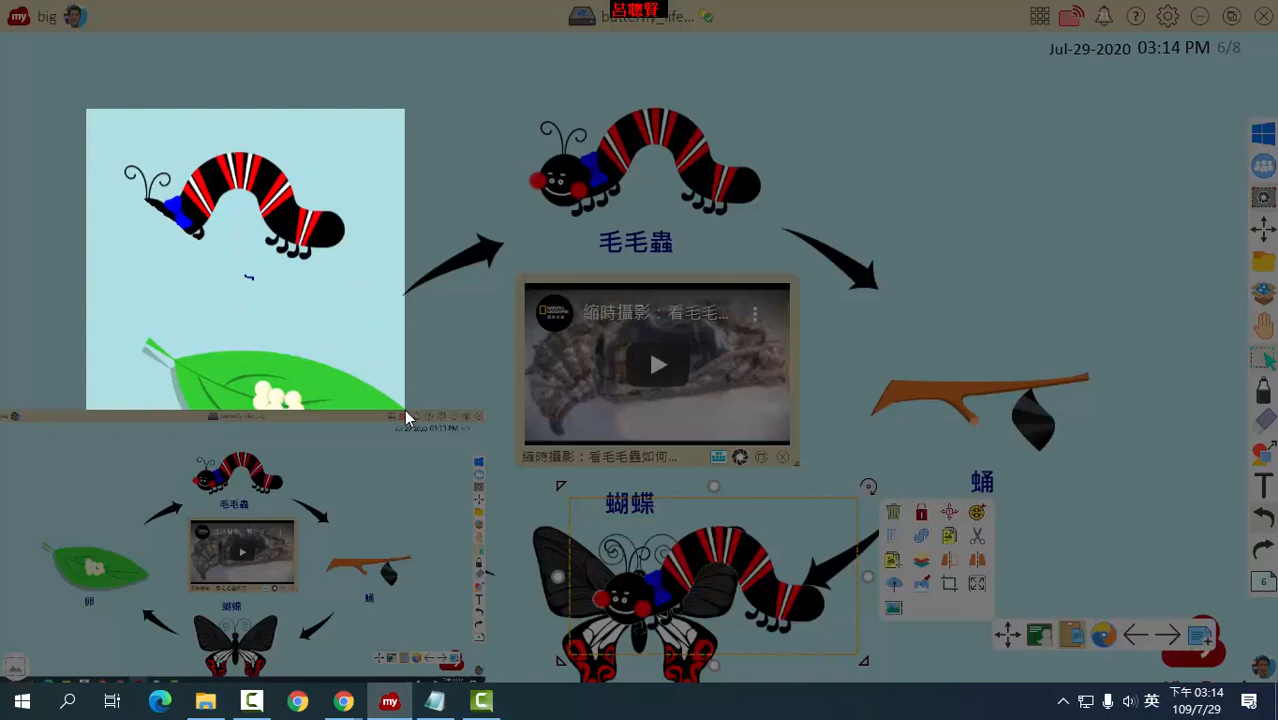 my big
butterfly_life...
呂聰賢
Jul-29-2020 03:14 PM 6/8
毛毛蟲
縮時攝影：看毛毛...
縮時攝影：看毛毛蟲如何...
蛹
蝴蝶
毛毛蟲
卵
蛹
蝴蝶
6
my
英
下午 03:14
109/7/29